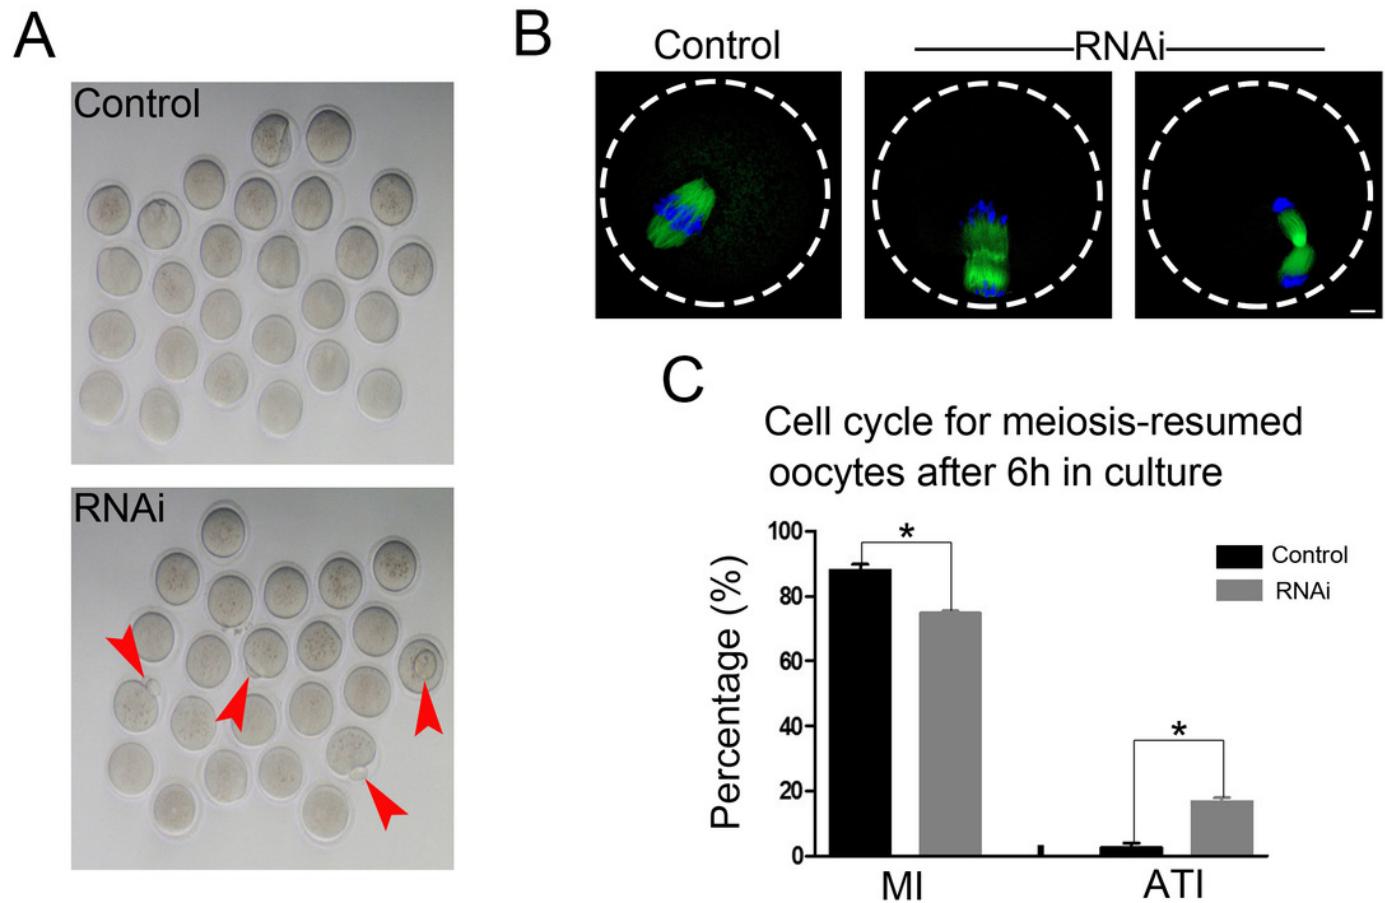 A
Control
RNAi
B
Control
RNAi
C
Cell cycle for meiosis-resumed
oocytes after 6h in culture
Percentage (%)
100
80
60
40
20
0
*
*
Control
RNAi
MI
ATI